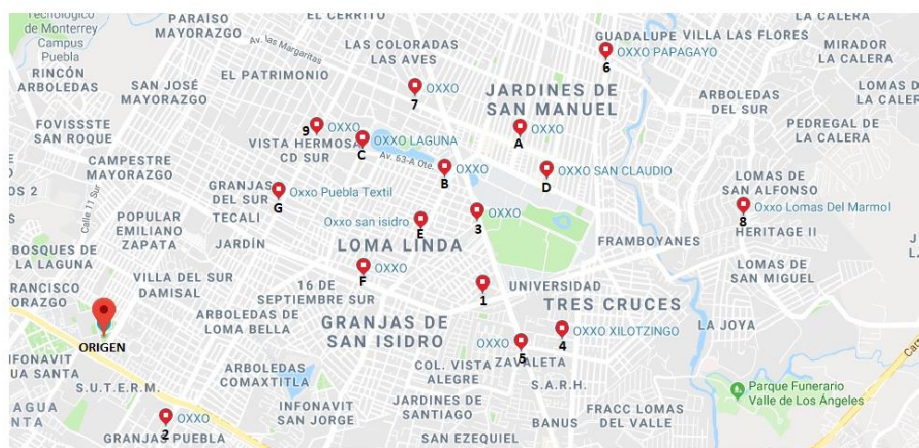 Tecnológico
de Monterrey
Campus
Puebla
PARAÍSO
MAYORAZGO
EL CERRITO
GUADALUPE
VILLA LAS FLORES
LA CALERA
Av. las Margaritas
LAS COLORADAS
LAS AVES
OXXO PAPAGAYO
6
MIRADOR
LA CALERA
RINCÓN
ARBOLEDAS
SAN JOSÉ
MAYORAZGO
EL PATRIMONIO
OXXO
7
JARDINES DE
SAN MANUEL
ARBOLEDAS
DEL SUR
LOMAS D
LA CALER
FOVISSSTE
SAN ROQUE
9
OXXO
VISTA HERMOSA
CD SUR
OXXO LAGUNA
C
OXXO
A
PEDREGAL DE
LA CALERA
CAMPESTRE
MAYORAZGO
Av. 53-A Ote.
OXXO
B
OXXO SAN CLAUDIO
D
LOMAS DE
SAN ALFONSO
OS 2
Calle 11 Sur
GRANJAS
DEL SUR
TECALI
Oxxo Puebla Textil
G
Oxxo Lomas Del Marmol
8
HERITAGE II
POPULAR
EMILIANO
ZAPATA
Oxxo san isidro
E
OXXO
3
BOSQUES DE
LA LAGUNA
JARDÍN
LOMA LINDA
FRAMBOYANES
VILLA DEL SUR
DAMISAL
OXXO
F
LOMAS DE
SAN MIGUEL
FRANCISCO
16 DE
SEPTIEMBRE SUR
1
UNIVERSIDAD
TRES CRUCES
ARBOLEDAS DE
LOMA BELLA
GRANJAS DE
SAN ISIDRO
OXXO XILOTZINGO
4
LA JOYA
ORIGEN
OXXO
5
ZAVALETA
INFONAVIT
ARBOLEDAS
COMAXTITLA
COL. VISTA
ALEGRE
S.A.R.H.
S.U.T.E.R.M.
Parque Funerario
Valle de Los Ángeles
INFONAVIT
SAN JORGE
JARDINES DE
SANTIAGO
FRACC LOMAS
DEL VALLE
AGUA
OXXO
2
GRANJAS PUEBLA
SAN EZEQUIEL
BANUS